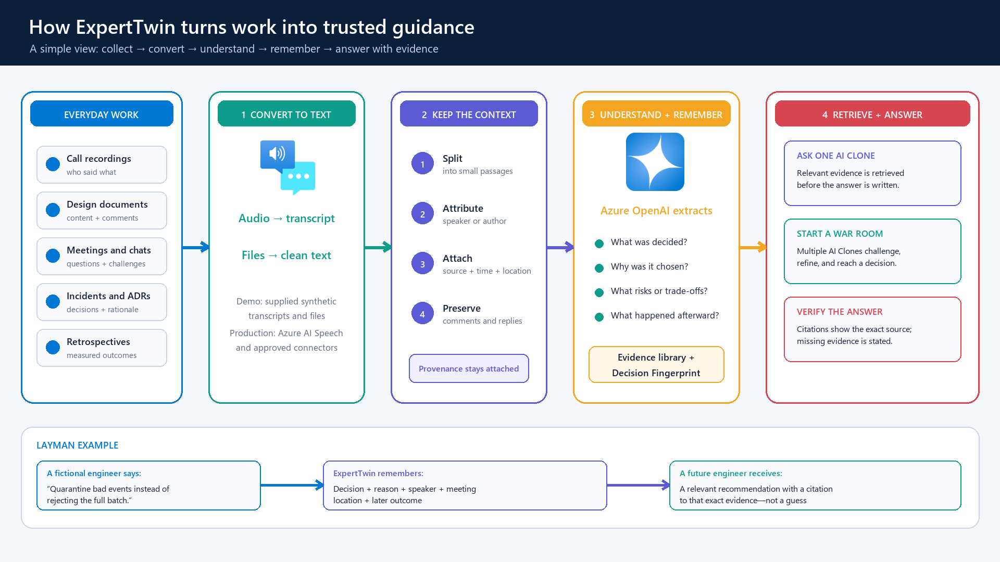 How ExpertTwin turns work into trusted guidance
A simple view: collect → convert → understand → remember → answer with evidence
EVERYDAY WORK
Call recordings
who said what
Design documents
content + comments
Meetings and chats
questions + challenges
Incidents and ADRs
decisions + rationale
Retrospectives
measured outcomes
1 CONVERT TO TEXT
Audio → transcript
Files → clean text
Demo: supplied synthetic
transcripts and files
Production: Azure AI Speech
and approved connectors
2 KEEP THE CONTEXT
1
Split
into small passages
2
Attribute
speaker or author
3
Attach
source + time + location
4
Preserve
comments and replies
Provenance stays attached
3 UNDERSTAND + REMEMBER
Azure OpenAI extracts
What was decided?
Why was it chosen?
What risks or trade-offs?
What happened afterward?
Evidence library +
Decision Fingerprint
4 RETRIEVE + ANSWER
ASK ONE AI CLONE
Relevant evidence is retrieved
before the answer is written.
START A WAR ROOM
Multiple AI Clones challenge,
refine, and reach a decision.
VERIFY THE ANSWER
Citations show the exact source;
missing evidence is stated.
LAYMAN EXAMPLE
A fictional engineer says:
“Quarantine bad events instead of
rejecting the full batch.”
ExpertTwin remembers:
Decision + reason + speaker + meeting
location + later outcome
A future engineer receives:
A relevant recommendation with a citation
to that exact evidence—not a guess